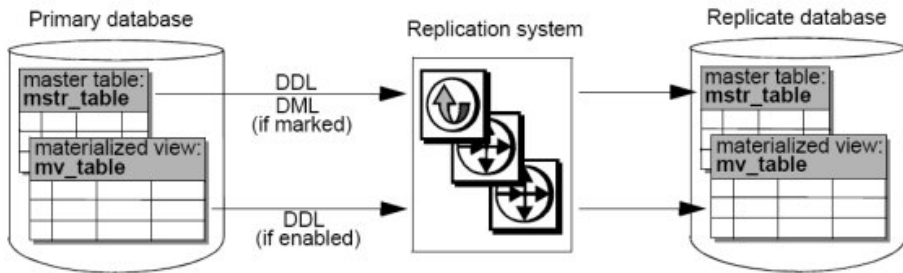 Primary database
Replication system
Replicate database
master table:
mstr_table
materialized view:
mv_table
DDL
DML
(if marked)
DDL
(if enabled)
master table:
mstr_table
materialized view:
mv_table